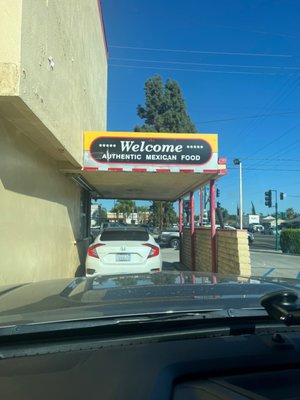 ***** Welcome *****
AUTHENTIC MEXICAN FOOD